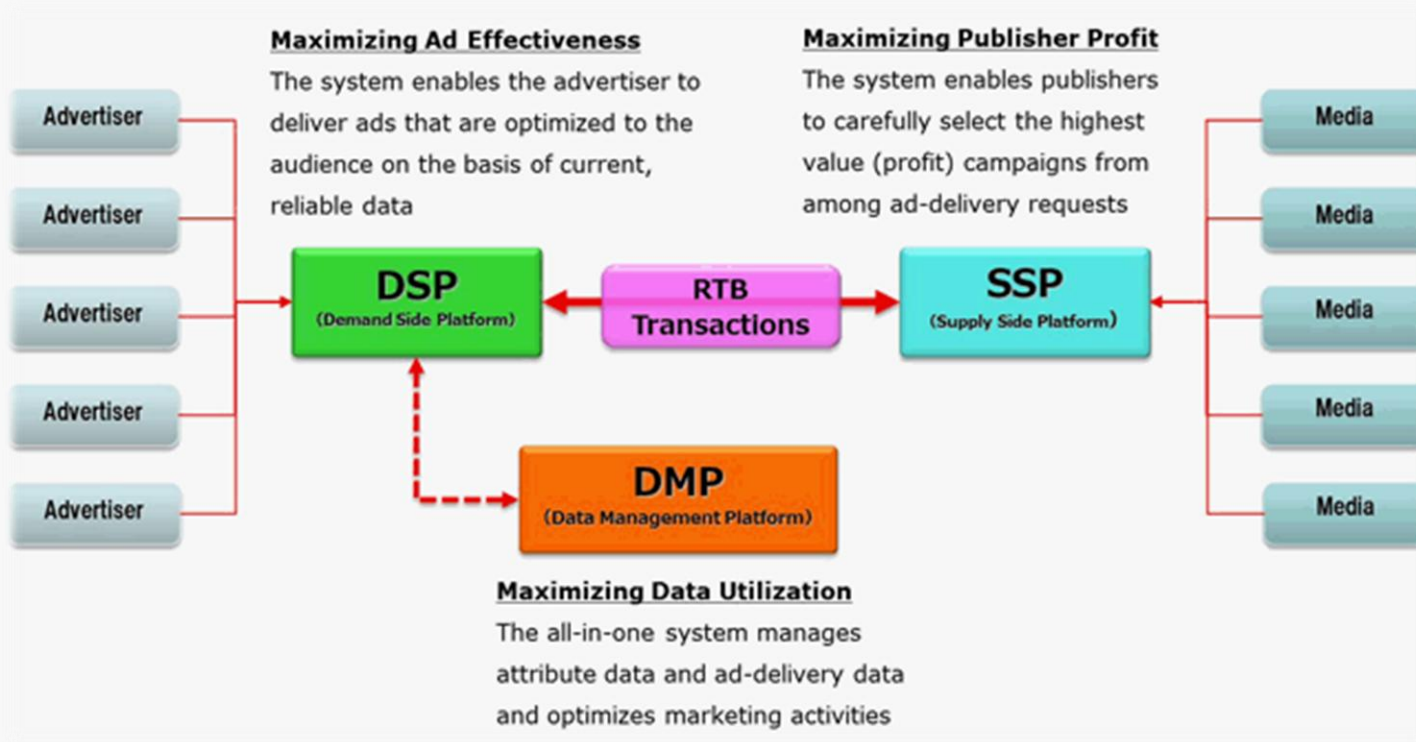 Maximizing Ad Effectiveness
The system enables the advertiser to
deliver ads that are optimized to the
audience on the basis of current,
reliable data
Maximizing Publisher Profit
The system enables publishers
to carefully select the highest
value (profit) campaigns from
among ad-delivery requests
Advertiser
Advertiser
Advertiser
Advertiser
Advertiser
DSP
(Demand Side Platform)
RTB
Transactions
SSP
(Supply Side Platform)
Media
Media
Media
Media
Media
DMP
(Data Management Platform)
Maximizing Data Utilization
The all-in-one system manages
attribute data and ad-delivery data
and optimizes marketing activities